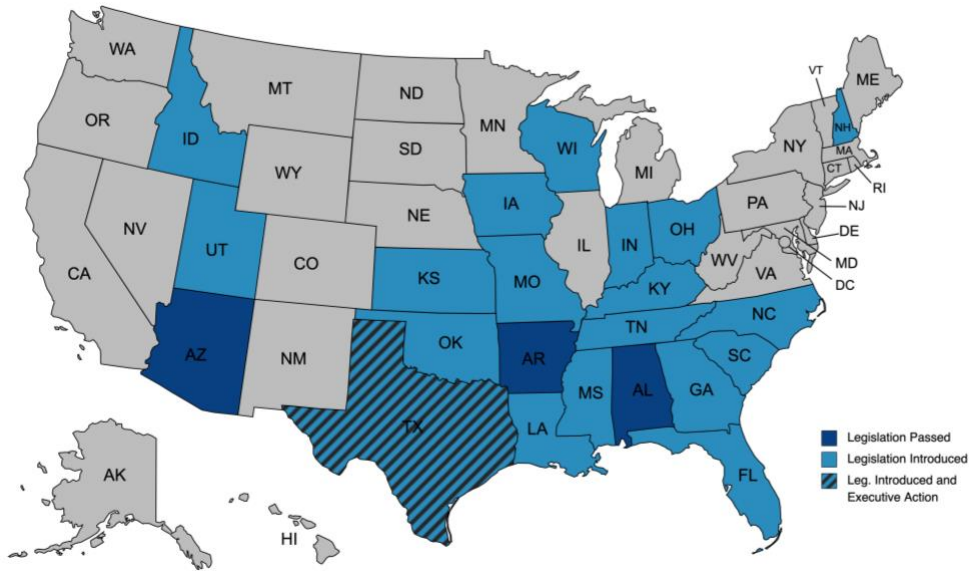 WA
MT
ND
MN
VT
ME
OR
ID
SD
WI
NH
NY
MA
WY
MI
CT
RI
IA
NE
PA
NJ
NV
OH
IL
IN
DE
UT
CO
WV
MD
CA
KS
MO
VA
DC
KY
NC
TN
OK
AZ
AR
SC
NM
MS
AL
GA
TX
LA
Legislation Passed
Legislation Introduced
FL
Leg. Introduced and
Executive Action
AK
HI